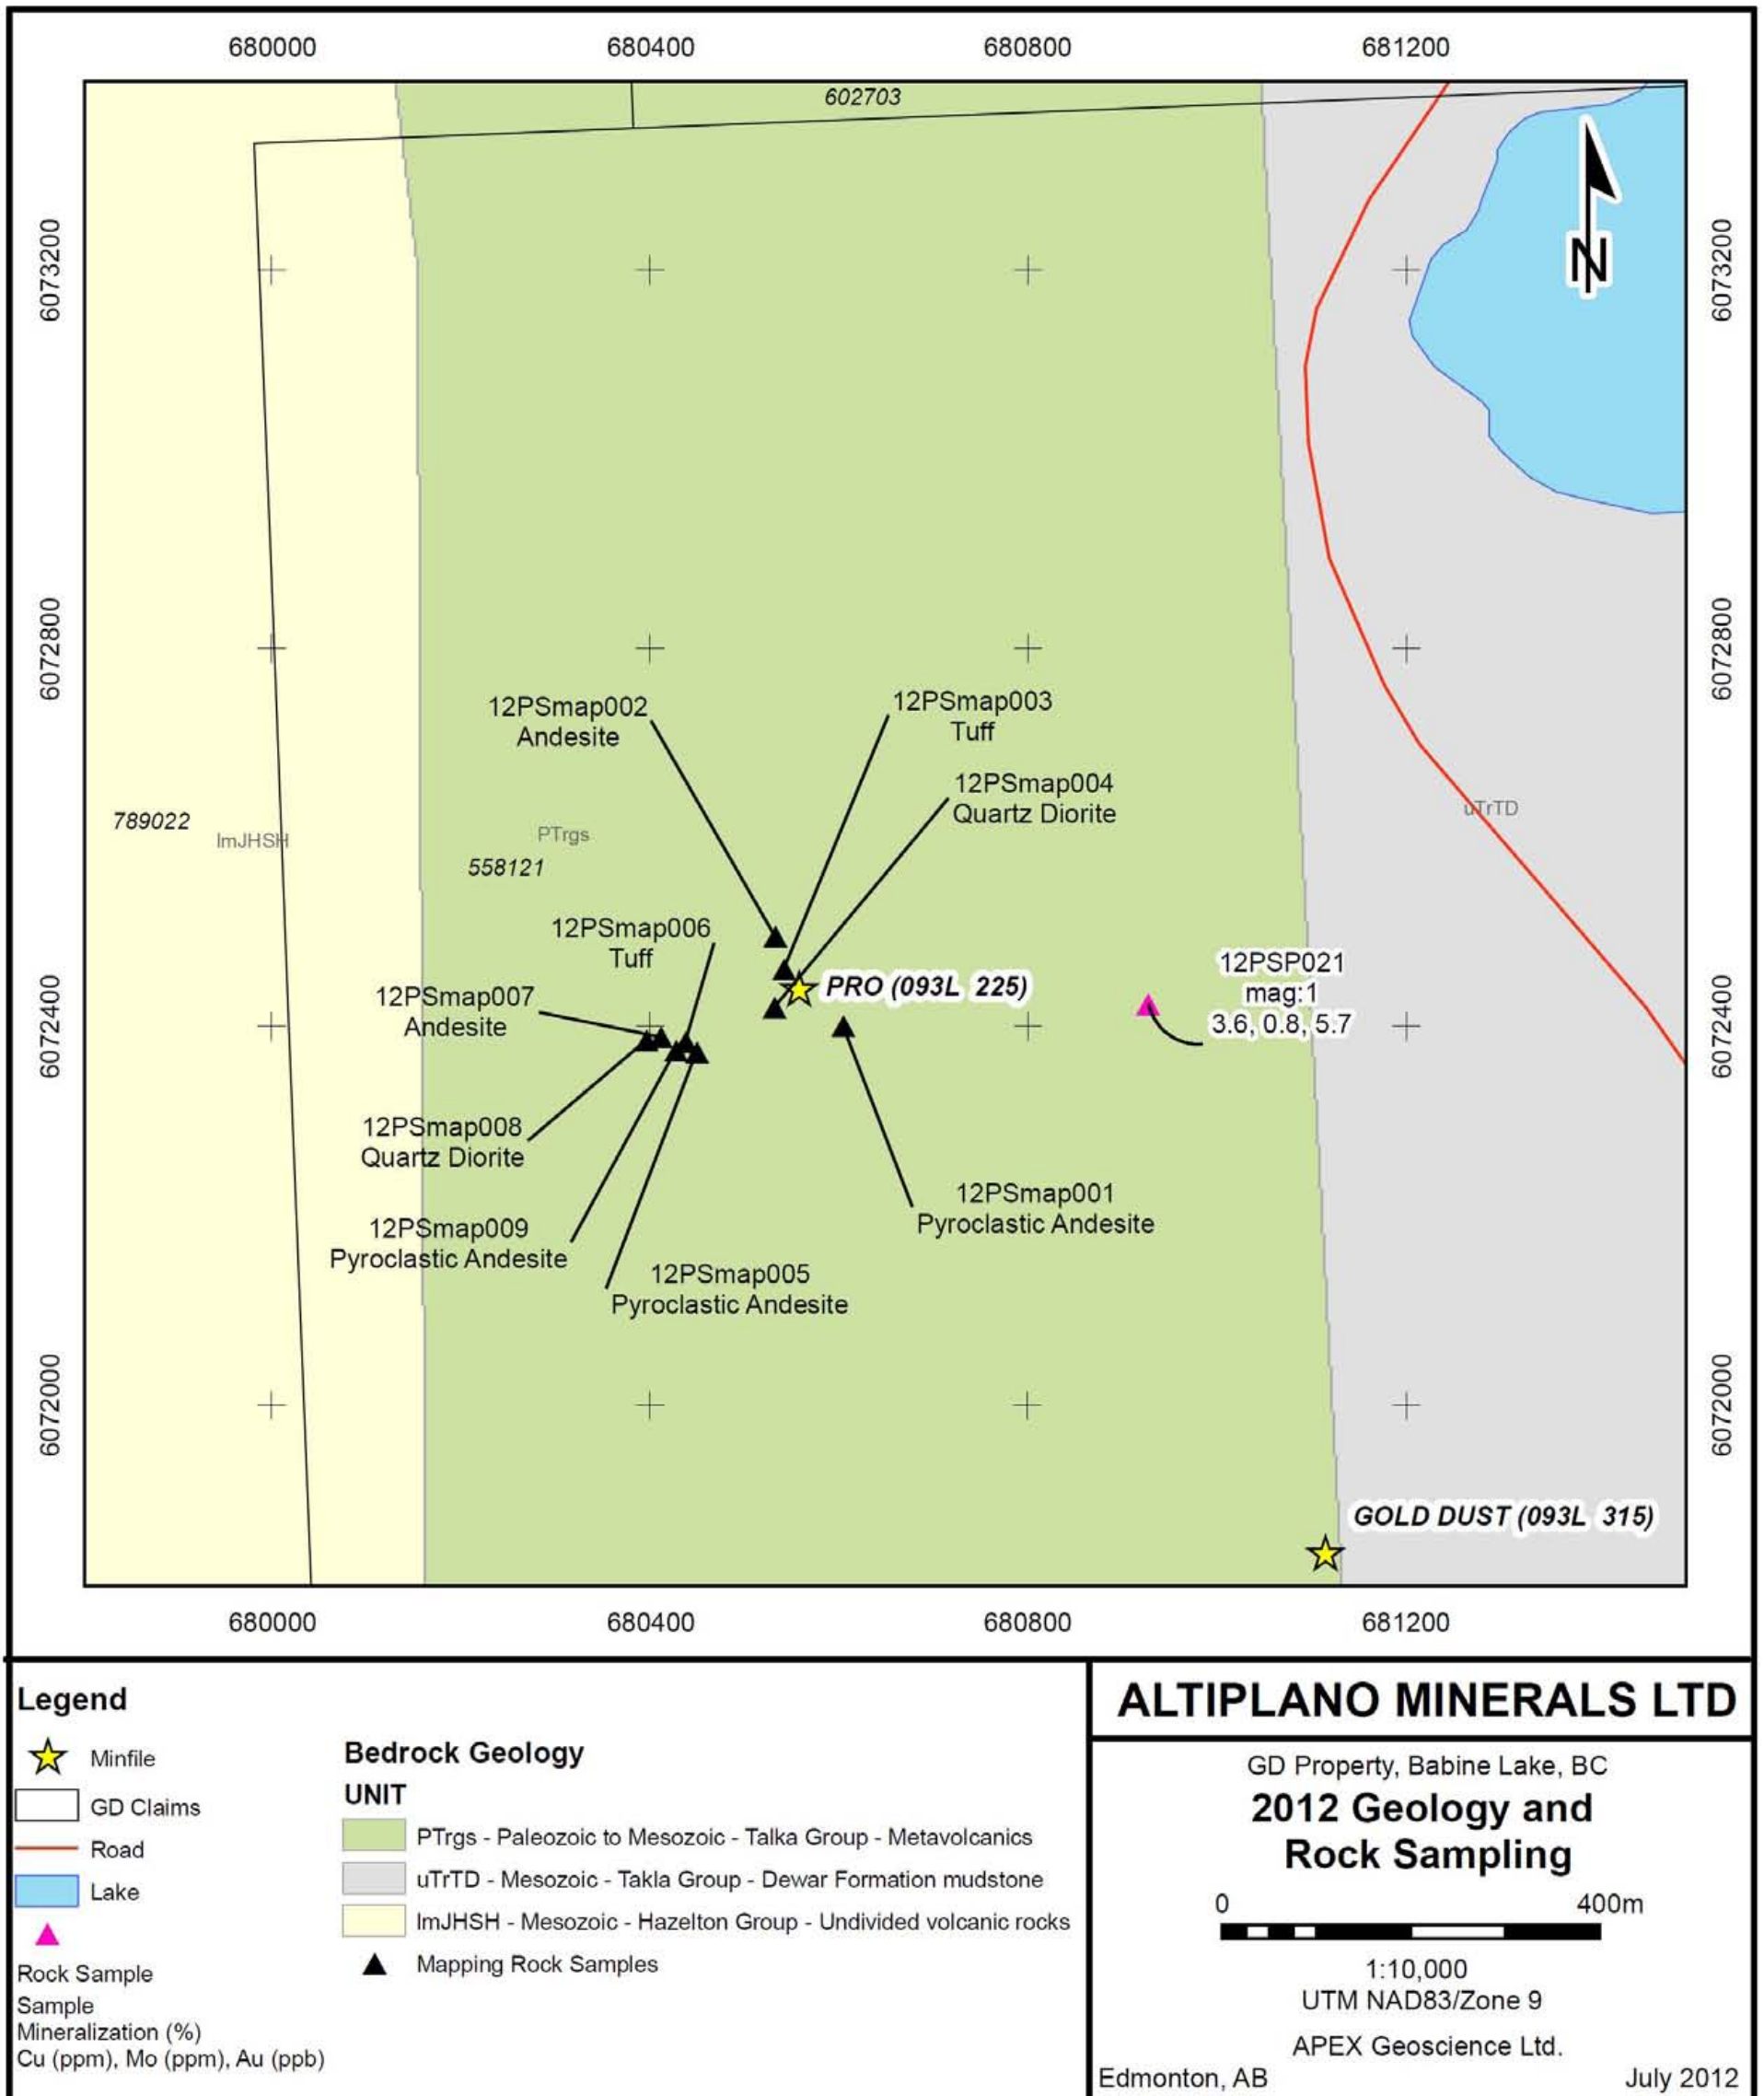 680000 680400 680800 681200
602703
N
6073200 6073200
6072800 6072800
12PSmap002
Andesite
12PSmap003
Tuff
12PSmap004
Quartz Diorite
789022
lmJHSH
PTrgs
558121
uTrTD
12PSmap006
Tuff
12PSmap007
Andesite
PRO (093L 225)
12PSP021
mag:1
3.6, 0.8, 5.7
6072400 6072400
12PSmap008
Quartz Diorite
12PSmap009
Pyroclastic Andesite
12PSmap001
Pyroclastic Andesite
12PSmap005
Pyroclastic Andesite
6072000 6072000
GOLD DUST (093L 315)
680000 680400 680800 681200
Legend
Minfile
GD Claims
Road
Lake
Rock Sample
Sample
Mineralization (%)
Cu (ppm), Mo (ppm), Au (ppb)
Bedrock Geology
UNIT
PTrgs - Paleozoic to Mesozoic - Talka Group - Metavolcanics
uTrTD - Mesozoic - Takla Group - Dewar Formation mudstone
lmJHSH - Mesozoic - Hazelton Group - Undivided volcanic rocks
Mapping Rock Samples
ALTIPLANO MINERALS LTD
GD Property, Babine Lake, BC
2012 Geology and
Rock Sampling
0 400m
1:10,000
UTM NAD83/Zone 9
APEX Geoscience Ltd.
Edmonton, AB July 2012